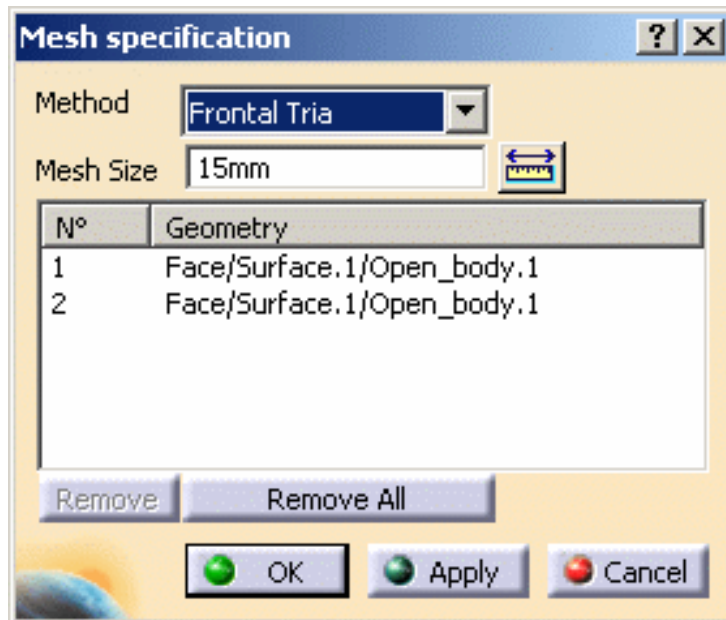 Mesh specification
Method Frontal Tria
Mesh Size 15mm
N° Geometry
1 Face/Surface.1/Open_body.1
2 Face/Surface.1/Open_body.1
Remove Remove All
OK Apply Cancel